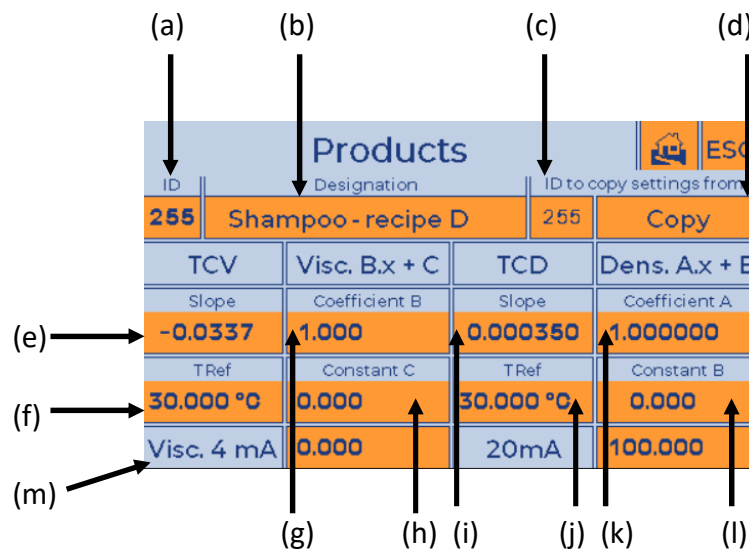 (a) (b) (c) (d)
Products ESC
ID Designation ID to copy settings from
255 Shampoo - recipe D 255 Copy
TCV Visc. B.x + C TCD Dens. A.x + B
Slope Coefficient B Slope Coefficient A
(e) -0.0337 1.000 0.000350 1.000000
TRef Constant C TRef Constant B
(f) 30.000 °C 0.000 30.000 °C 0.000
Visc. 4 mA 0.000 20mA 100.000
(m) (g) (h) (i) (j) (k) (l)